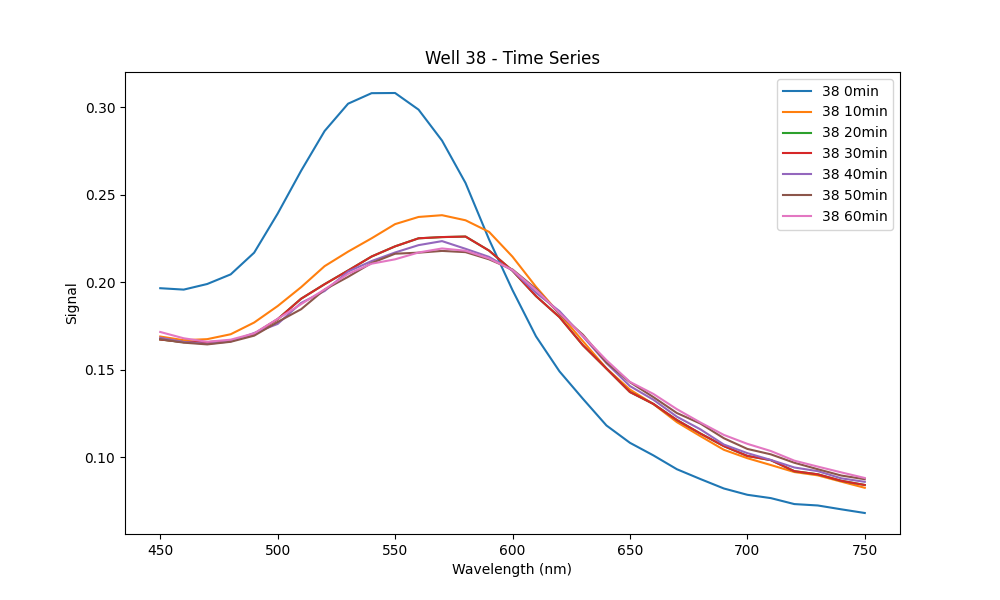 Well 38 - Time Series
Signal
0.30
0.25
0.20
0.15
0.10
38 0min
38 10min
38 20min
38 30min
38 40min
38 50min
38 60min
450 500 550 600 650 700 750
Wavelength (nm)